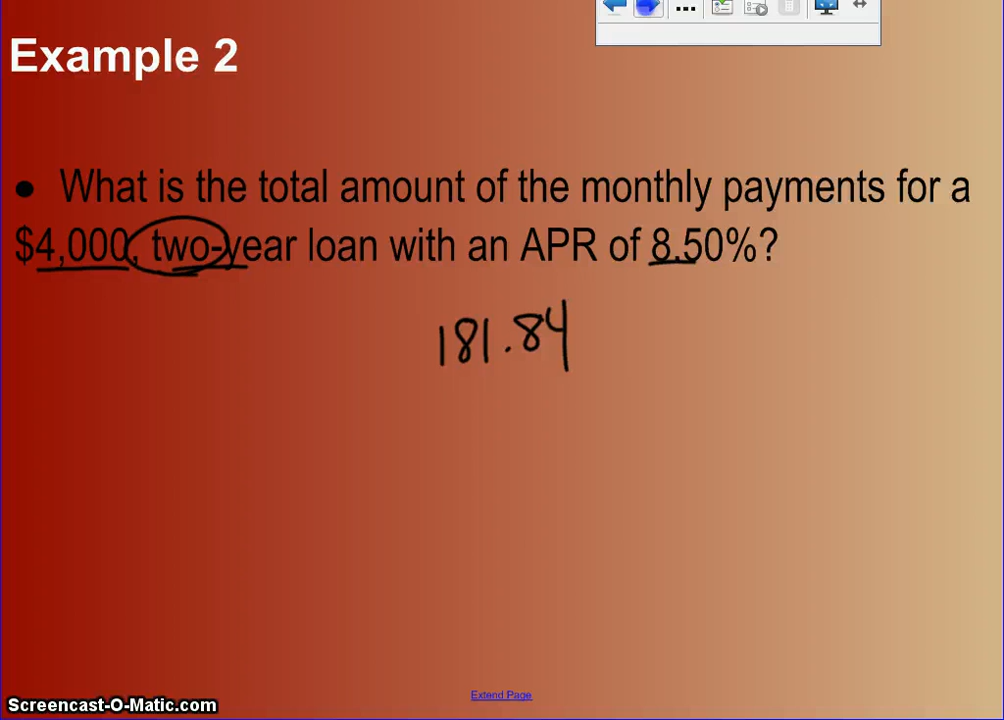 Example 2
• What is the total amount of the monthly payments for a
$4,000, two-year loan with an APR of 8.50%?
181.84
Extend Page
Screencast-O-Matic.com